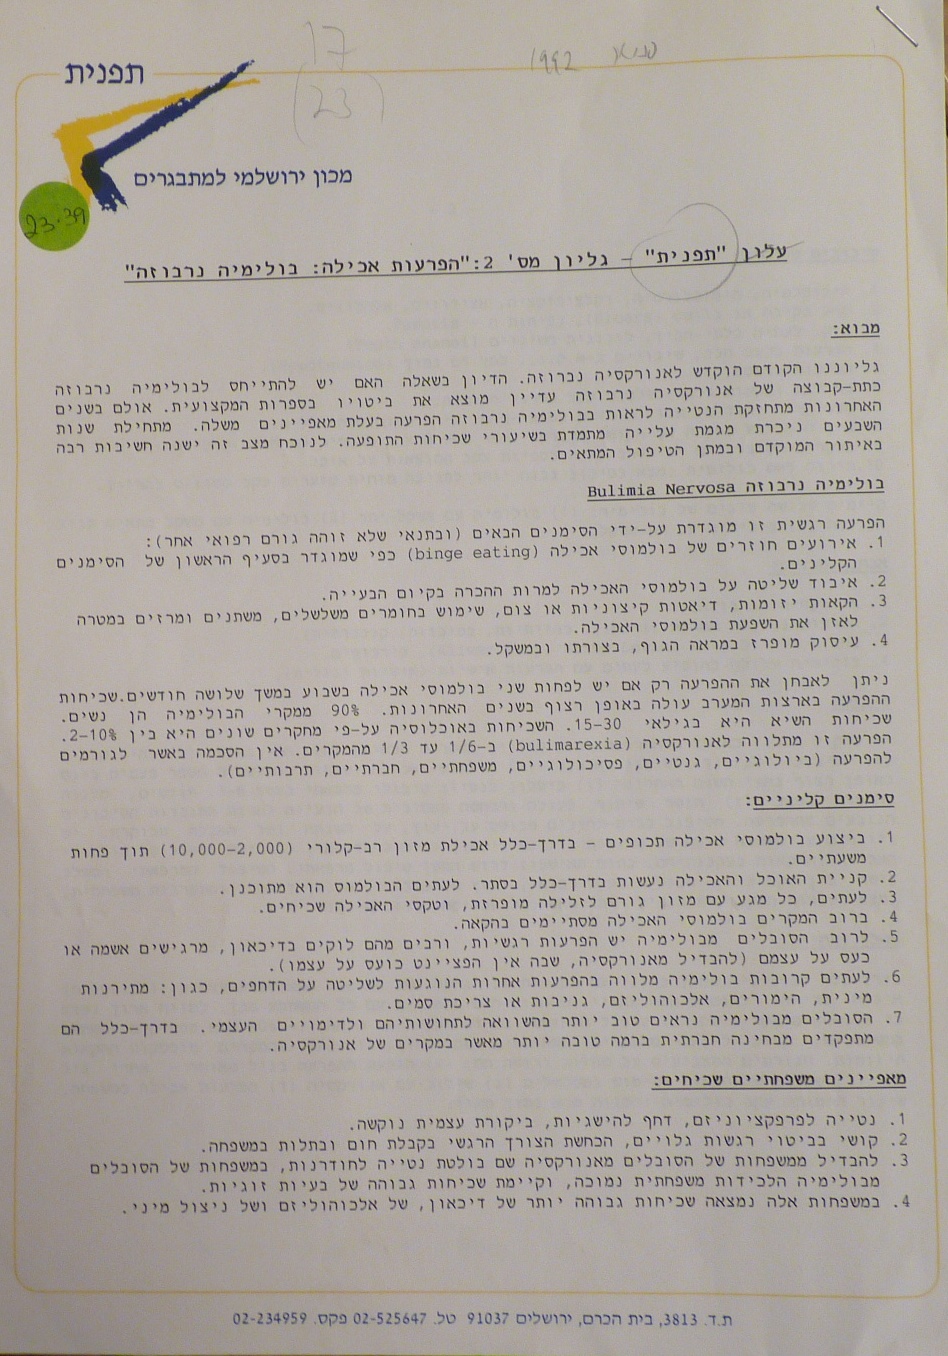 17
(23)
1992
תפנית
מכון ירושלמי למתבגרים
23-39
עלון "תפנית" – גליון מס' 2: "הפרעות אכילה: בולימיה נרבוזה"
מבוא:
גליוננו הקודם הוקדש לאנורקסיה נברוזה. הדיון בשאלה האם יש להתייחס לבולימיה נרבוזה
כתת-קבוצה של אנורקסיה נרבוזה עדיין מוצא את ביטויו בספרות המקצועית. אולם בשנים
האחרונות מתחזקת הנטייה לראות בבולימיה נרבוזה הפרעה בעלת מאפיינים משלה. מתחילת שנות
השבעים ניכרת מגמת עלייה מתמדת בשיעורי שכיחות התופעה. לנוכח מצב זה ישנה חשיבות רבה
באיתור המוקדם ובמתן הטיפול המתאים.
בולימיה נרבוזה Bulimia Nervosa
הפרעה רגשית זו מוגדרת על-ידי הסימנים הבאים (ובתנאי שלא זוהה גורם רפואי אחר):
1. אירועים חוזרים של בולמוסי אכילה (binge eating) כפי שמוגדר בסעיף הראשון של הסימנים
הקלינים.
2. איבוד שליטה על בולמוסי האכילה למרות ההכרה בקיום הבעייה.
3. הקאות יזומות, דיאטות קיצוניות או צום, שימוש בחומרים משלשלים, משתנים ומרזים במטרה
לאזן את השפעת בולמוסי האכילה.
4. עיסוק מופרז במראה הגוף, בצורתו ובמשקל.
ניתן לאבחן את ההפרעה רק אם יש לפחות שני בולמוסי אכילה בשבוע במשך שלושה חודשים.שכיחות
ההפרעה בארצות המערב עולה באופן רצוף בשנים האחרונות. 90% ממקרי הבולימיה הן נשים.
שכיחות השיא היא בגילאי 15-30. השכיחות באוכלוסיה על-פי מחקרים שונים היא בין 2-10%.
הפרעה זו מתלווה לאנורקסיה (bulimarexia) ב-1/6 עד 1/3 מהמקרים. אין הסכמה באשר לגורמים
להפרעה (ביולוגיים, גנטיים, פסיכולוגיים, משפחתיים, חברתיים, תרבותיים).
סימנים קליניים:
1. ביצוע בולמוסי אכילה תכופים – בדרך-כלל אכילת מזון רב-קלורי (10,000-2,000) תוך פחות
משעתיים.
2. קניית האוכל והאכילה נעשות בדרך-כלל בסתר. לעתים הבולמוס הוא מתוכנן.
3. לעתים, כל מגע עם מזון גורם לזלילה מופרזת, וטקסי האכילה שכיחים.
4. ברוב המקרים בולמוסי האכילה מסתיימים בהקאה.
5. לרוב הסובלים מבולימיה יש הפרעות רגשיות, ורבים מהם לוקים בדיכאון, מרגישים אשמה או
כעס על עצמם (להבדיל מאנורקסיה, שבה אין הפציינט כועס על עצמו).
6. לעתים קרובות בולימיה מלווה בהפרעות אחרות הנוגעות לשליטה על הדחפים, כגון: מתירנות
מינית, הימורים, אלכוהוליזם, גניבות או צריכת סמים.
7. הסובלים מבולימיה נראים טוב יותר בהשוואה לתחושותיהם ולדימויים העצמי. בדרך-כלל הם
מתפקדים מבחינה חברתית ברמה טובה יותר מאשר במקרים של אנורקסיה.
מאפיינים משפחתיים שכיחים:
1. נטייה לפרפקציוניזם, דחף להישגיות, ביקורת עצמית נוקשה.
2. קושי בביטוי רגשות גלויים, הכחשת הצורך הרגשי בקבלת חום ובתלות במשפחה.
3. להבדיל ממשפחות של הסובלים מאנורקסיה שם בולטת נטייה לחודרנות, במשפחות של הסובלים
מבולימיה הלכידות משפחתית נמוכה, וקיימת שכיחות גבוהה של בעיות זוגיות.
4. במשפחות אלה נמצאה שכיחות גבוהה יותר של דיכאון, של אלכוהוליזם ושל ניצול מיני.
ת.ד. 3813, בית הכרם, ירושלים 91037 טל. 02-525647 פקס. 02-234959